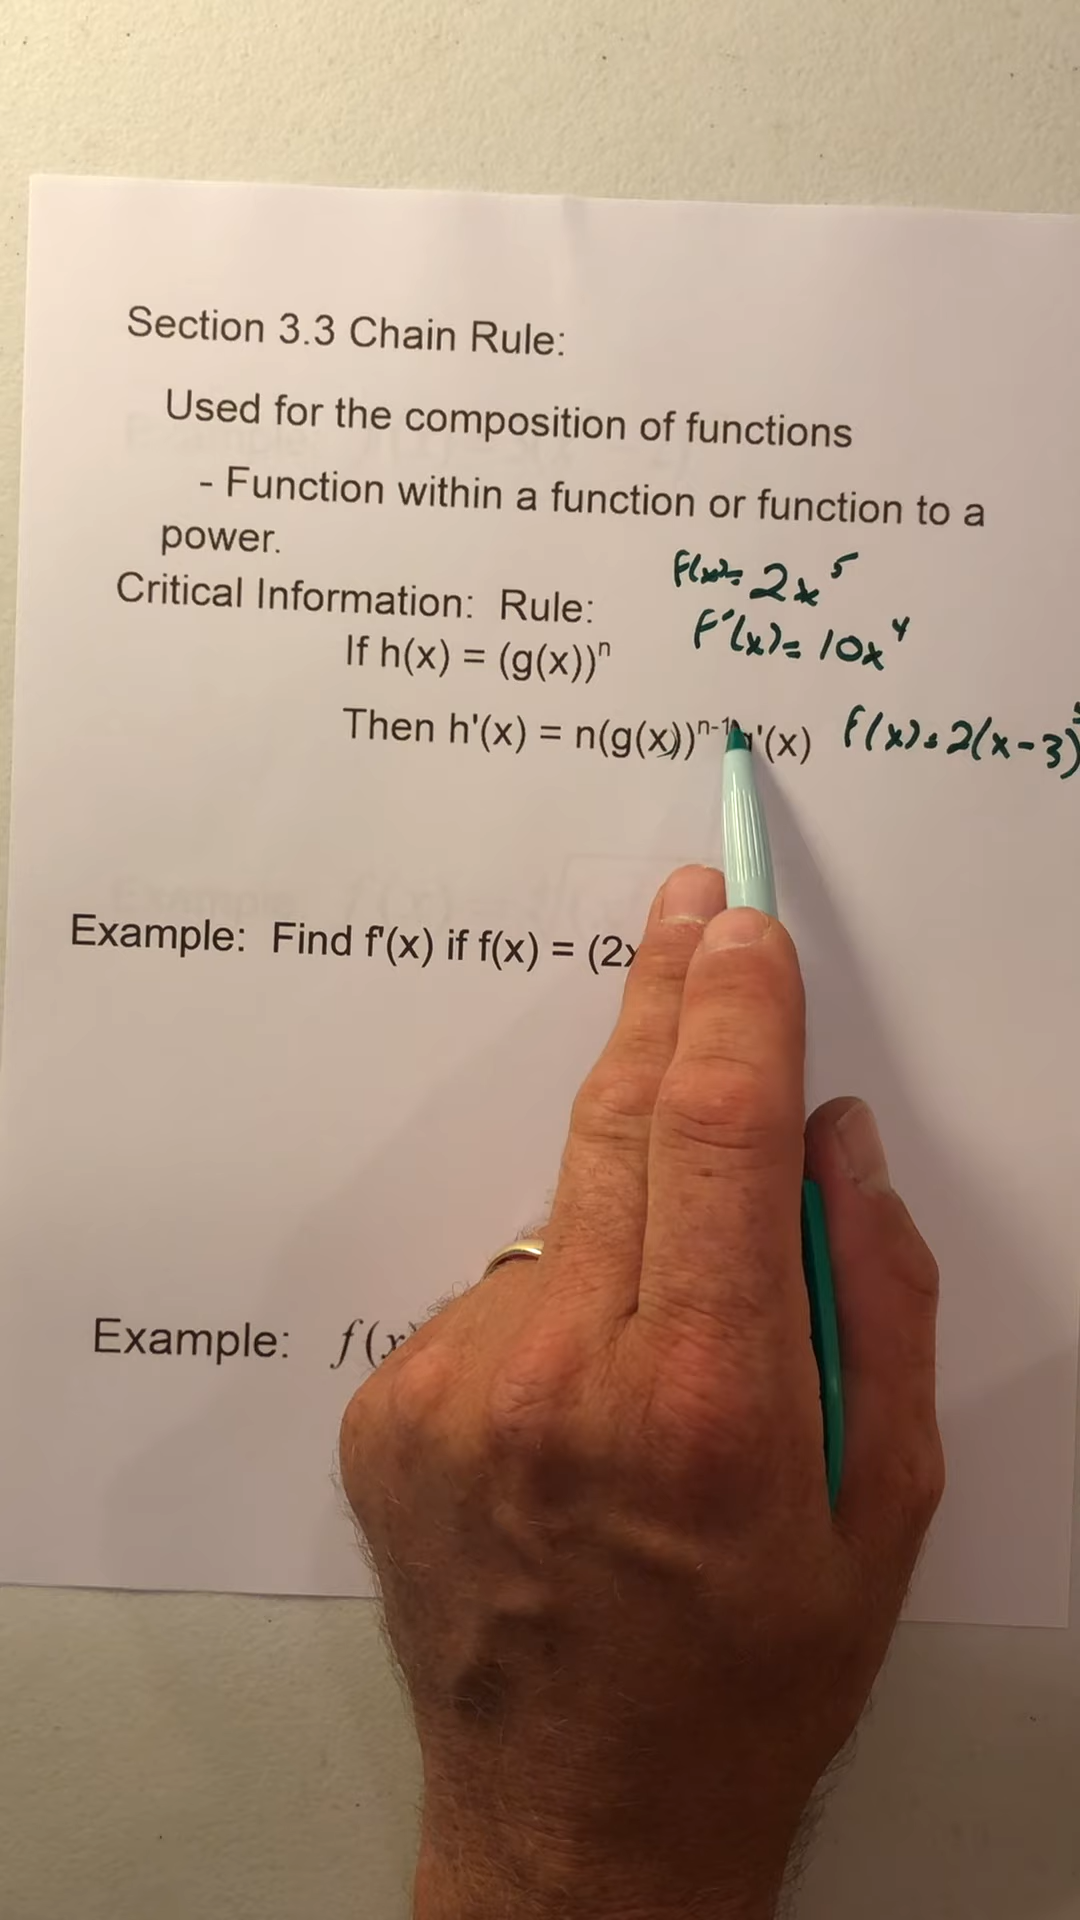 Section 3.3 Chain Rule:
Used for the composition of functions
- Function within a function or function to a
power.
f(x)= 2x⁵
Critical Information: Rule:
f'(x)= 10x⁴
If h(x) = (g(x))ⁿ
Then h'(x) = n(g(x))ⁿ⁻¹ g'(x)
f(x)= 2(x-3)
Example: Find f'(x) if f(x) = (2x
Example: f(x